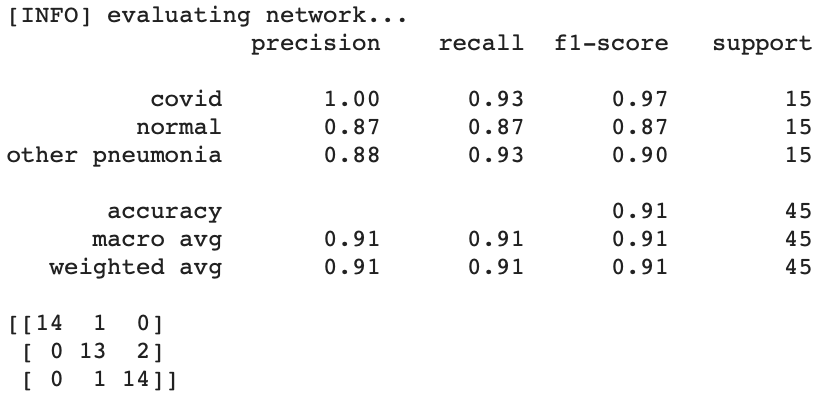 [INFO] evaluating network...
precision recall f1-score support
covid 1.00 0.93 0.97 15
normal 0.87 0.87 0.87 15
other pneumonia 0.88 0.93 0.90 15
accuracy 0.91 45
macro avg 0.91 0.91 0.91 45
weighted avg 0.91 0.91 0.91 45
[[14 1 0]
[ 0 13 2]
[ 0 1 14]]